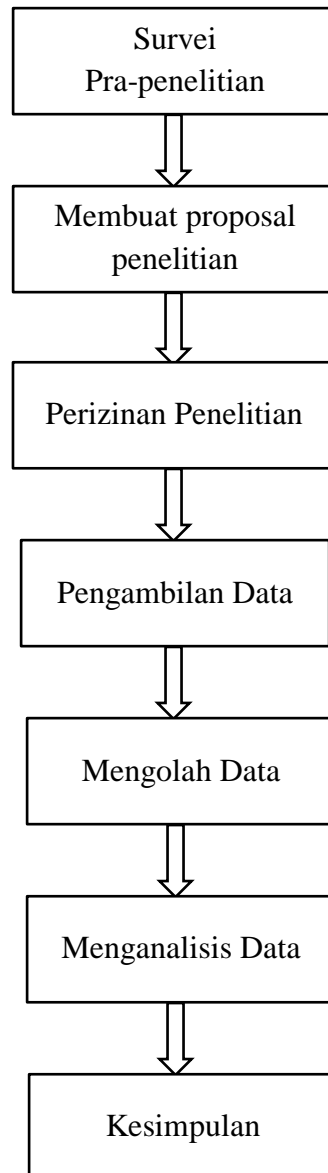 Survei
Pra-penelitian
Membuat proposal
penelitian
Perizinan Penelitian
Pengambilan Data
Mengolah Data
Menganalisis Data
Kesimpulan